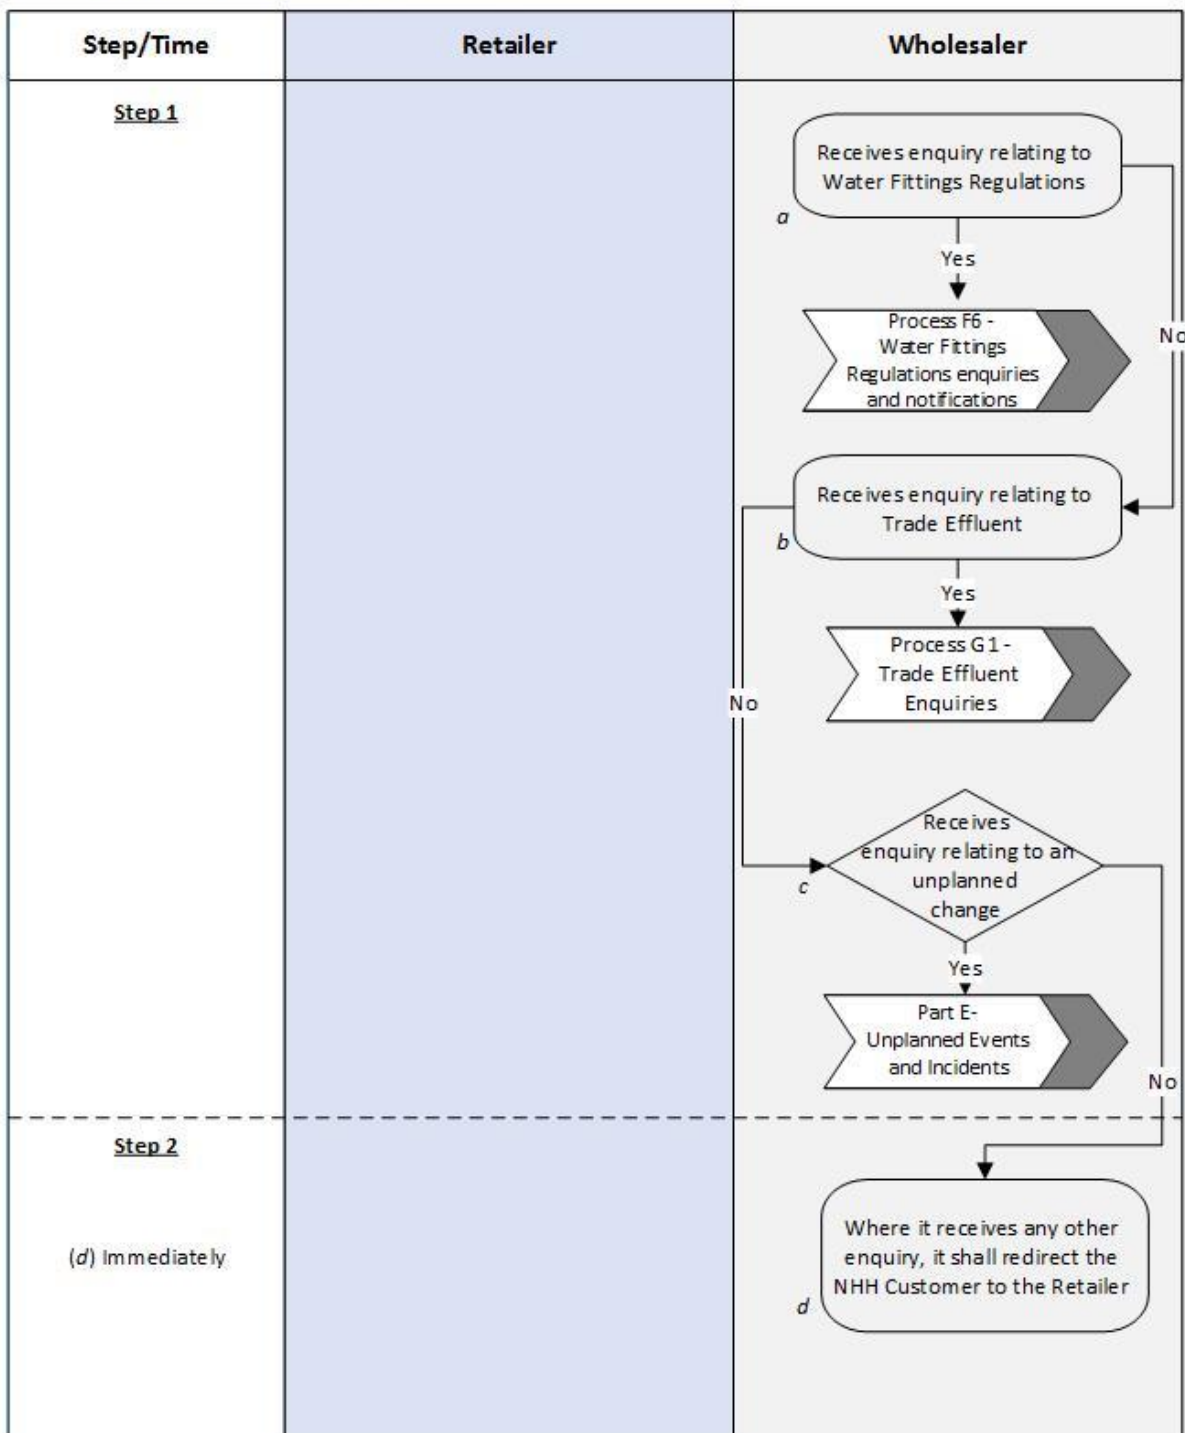 Step/Time
Retailer
Wholesaler
Step 1
Receives enquiry relating to
Water Fittings Regulations
a
Yes
Process F6 -
Water Fittings
Regulations enquiries
and notifications
No
Receives enquiry relating to
Trade Effluent
b
Yes
Process G1 -
Trade Effluent
Enquiries
No
Receives
enquiry relating to an
unplanned
change
c
Yes
Part E-
Unplanned Events
and Incidents
No
Step 2
(d) Immediately
Where it receives any other
enquiry, it shall redirect the
NHH Customer to the Retailer
d